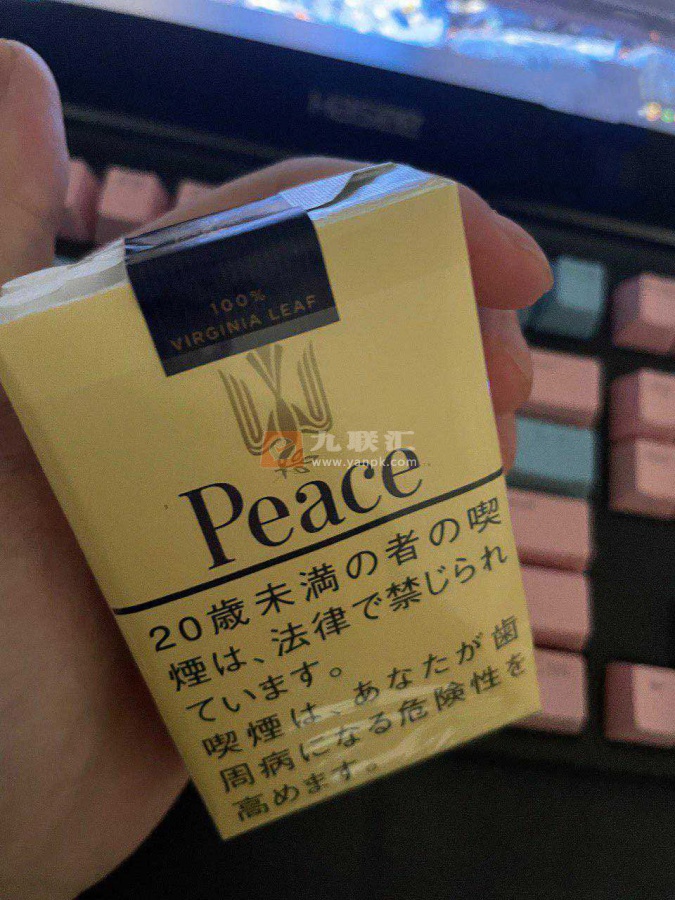 100%
VIRGINIA LEAF
九联汇
www.yanpk.com
Peace
20歳未満の者の喫
煙は、法律で禁じられ
ています。
喫煙は、あなたが歯
周病になる危険性を
高めます。